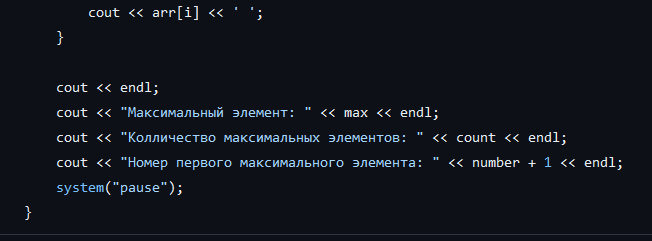 cout << arr[i] << ' ';
}
cout << endl;
cout << "Максимальный элемент: " << max << endl;
cout << "Колличество максимальных элементов: " << count << endl;
cout << "Номер первого максимального элемента: " << number + 1 << endl;
system("pause");
}